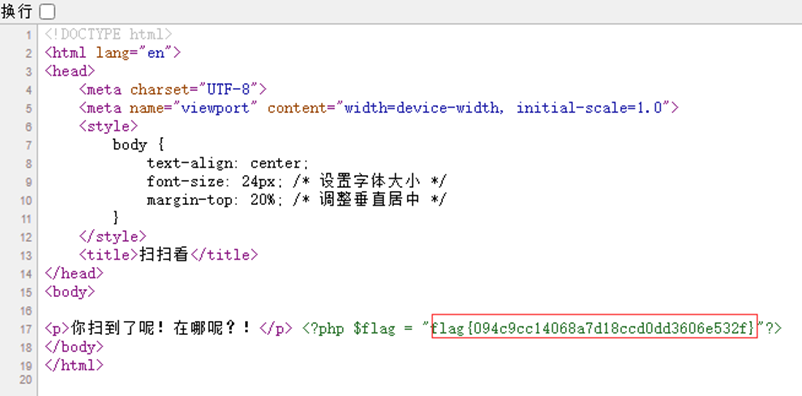 换行
1 <!DOCTYPE html>
2 <html lang="en">
3 <head>
4     <meta charset="UTF-8">
5     <meta name="viewport" content="width=device-width, initial-scale=1.0">
6     <style>
7         body {
8             text-align: center;
9             font-size: 24px; /* 设置字体大小 */
10             margin-top: 20%; /* 调整垂直居中 */
11         }
12     </style>
13     <title>扫扫看</title>
14 </head>
15 <body>
16
17 <p>你扫到了呢！在哪呢？！</p> <?php $flag = "flag{094c9cc14068a7d18ccd0dd3606e532f}"?>
18 </body>
19 </html>
20